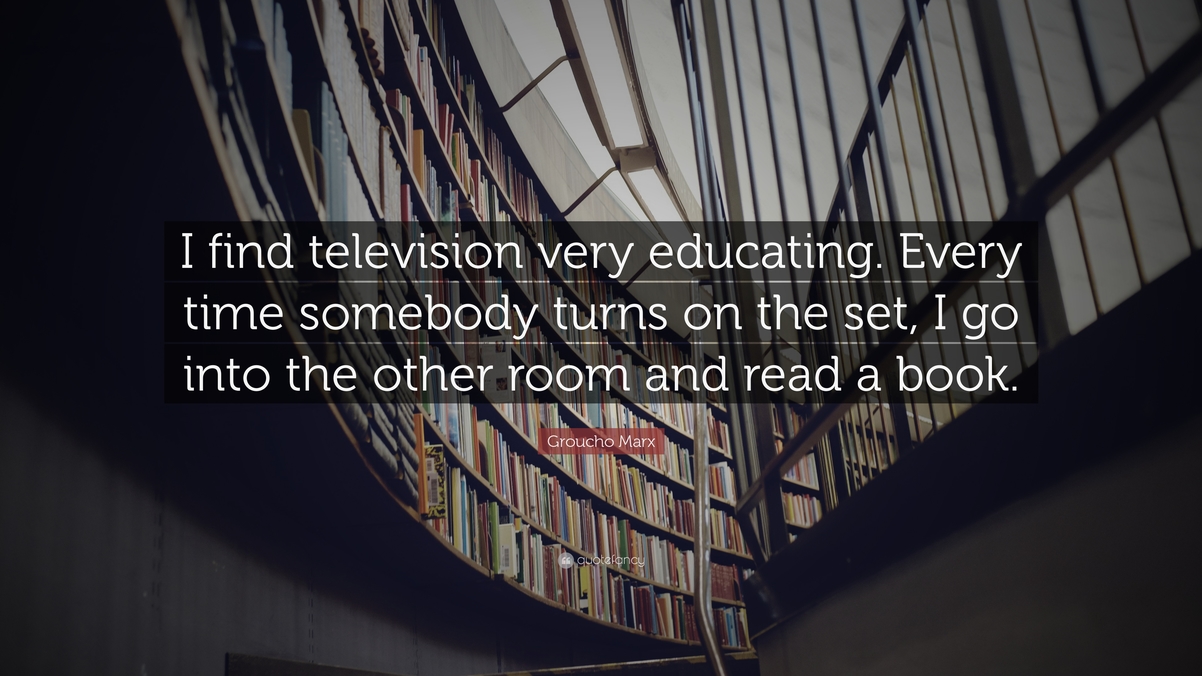 I find television very educating. Every
time somebody turns on the set, I go
into the other room and read a book.
Groucho Marx
quotefancy